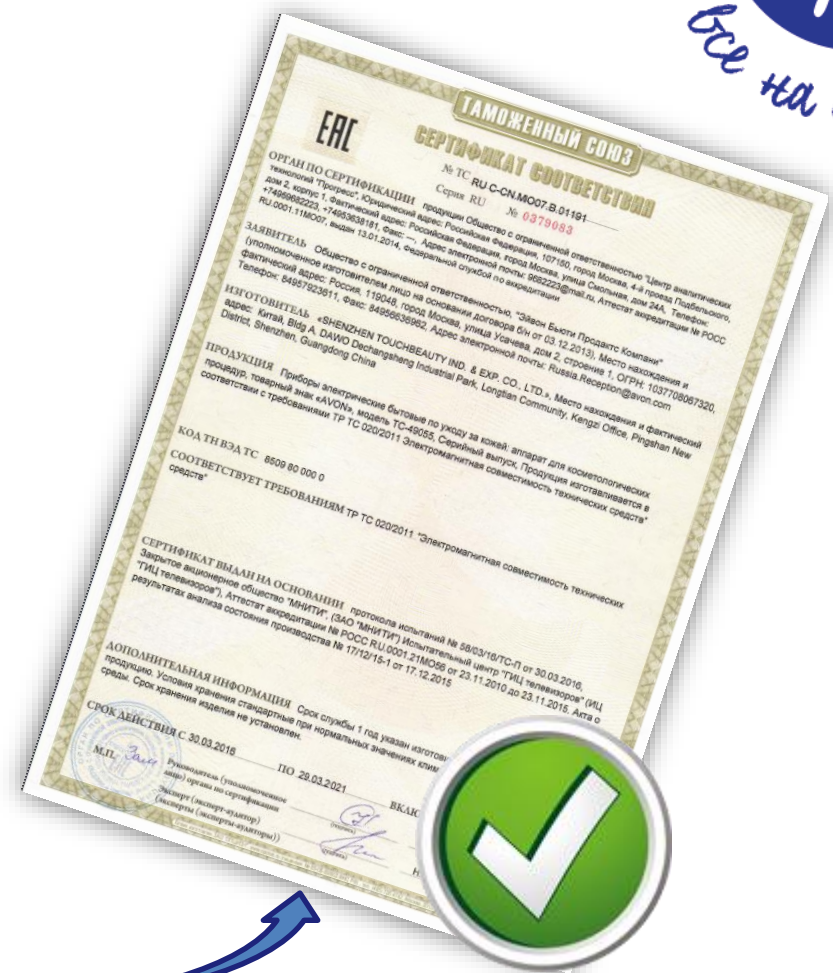 все на
ТАМОЖЕННЫЙ СОЮЗ
EAC
СЕРТИФИКАТ СООТВЕТСТВИЯ
№ ТС RU C-CN.МО07.В.01191
Серия RU № 0379083
ОРГАН ПО СЕРТИФИКАЦИИ продукции Общество с ограниченной ответственностью "Центр аналитических
технологий "Прогресс", Юридический адрес: Российская Федерация, 107150, город Москва, 4-й проезд Подбельского,
дом 2, корпус 1, Фактический адрес: Российская Федерация, город Москва, улица Смольная, дом 24А, Телефон:
+74959682223, +74953638181, Факс: —, Адрес электронной почты: 9682223@mail.ru, Аттестат аккредитации № РОСС
RU.0001.11МО07, выдан 13.01.2014, Федеральной службой по аккредитации
ЗАЯВИТЕЛЬ Общество с ограниченной ответственностью, "Эйвон Бьюти Продактс Компани"
(уполномоченное изготовителем лицо на основании договора б/н от 03.12.2013), Место нахождения и
фактический адрес: Россия, 119048, город Москва, улица Усачева, дом 2, строение 1, ОГРН: 1037708067320,
Телефон: 84957923611, Факс: 84956636962, Адрес электронной почты: Russia.Reception@avon.com
ИЗГОТОВИТЕЛЬ «SHENZHEN TOUCHBEAUTY IND. & EXP. CO., LTD.», Место нахождения и фактический
адрес: Китай, Bldg A, DAWO Dechangsheng Industrial Park, Longtian Community, Kengzi Office, Pingshan New
District, Shenzhen, Guangdong China
ПРОДУКЦИЯ Приборы электрические бытовые по уходу за кожей: аппарат для косметологических
процедур, товарный знак «AVON», модель TC-49055, Серийный выпуск, Продукция изготавливается в
соответствии с требованиями ТР ТС 020/2011 Электромагнитная совместимость технических средств"
КОД ТН ВЭД ТС 8509 80 000 0
СООТВЕТСТВУЕТ ТРЕБОВАНИЯМ ТР ТС 020/2011 "Электромагнитная совместимость технических
средств"
СЕРТИФИКАТ ВЫДАН НА ОСНОВАНИИ протокола испытаний № 58/03/16/ТС-П от 30.03.2016,
Закрытое акционерное общество "МНИТИ", (ЗАО "МНИТИ") Испытательный центр "ГИЦ телевизоров" (ИЦ
"ГИЦ телевизоров"), Аттестат аккредитации № РОСС RU.0001.21МО56 от 23.11.2010 до 23.11.2015, Акта о
результатах анализа состояния производства № 17/12/15-1 от 17.12.2015
ДОПОЛНИТЕЛЬНАЯ ИНФОРМАЦИЯ Срок службы 1 год указан
продукцию. Условия хранения стандартные при нормальных значениях
среды. Срок хранения изделия не установлен.
СРОК ДЕЙСТВИЯ С 30.03.2016 ПО 29.03.2021
М.П.
Руководитель (уполномоченное
лицо) органа по сертификации
(подпись)
Эксперт (эксперт-аудитор)
(эксперты (эксперты-аудиторы))
(подпись)